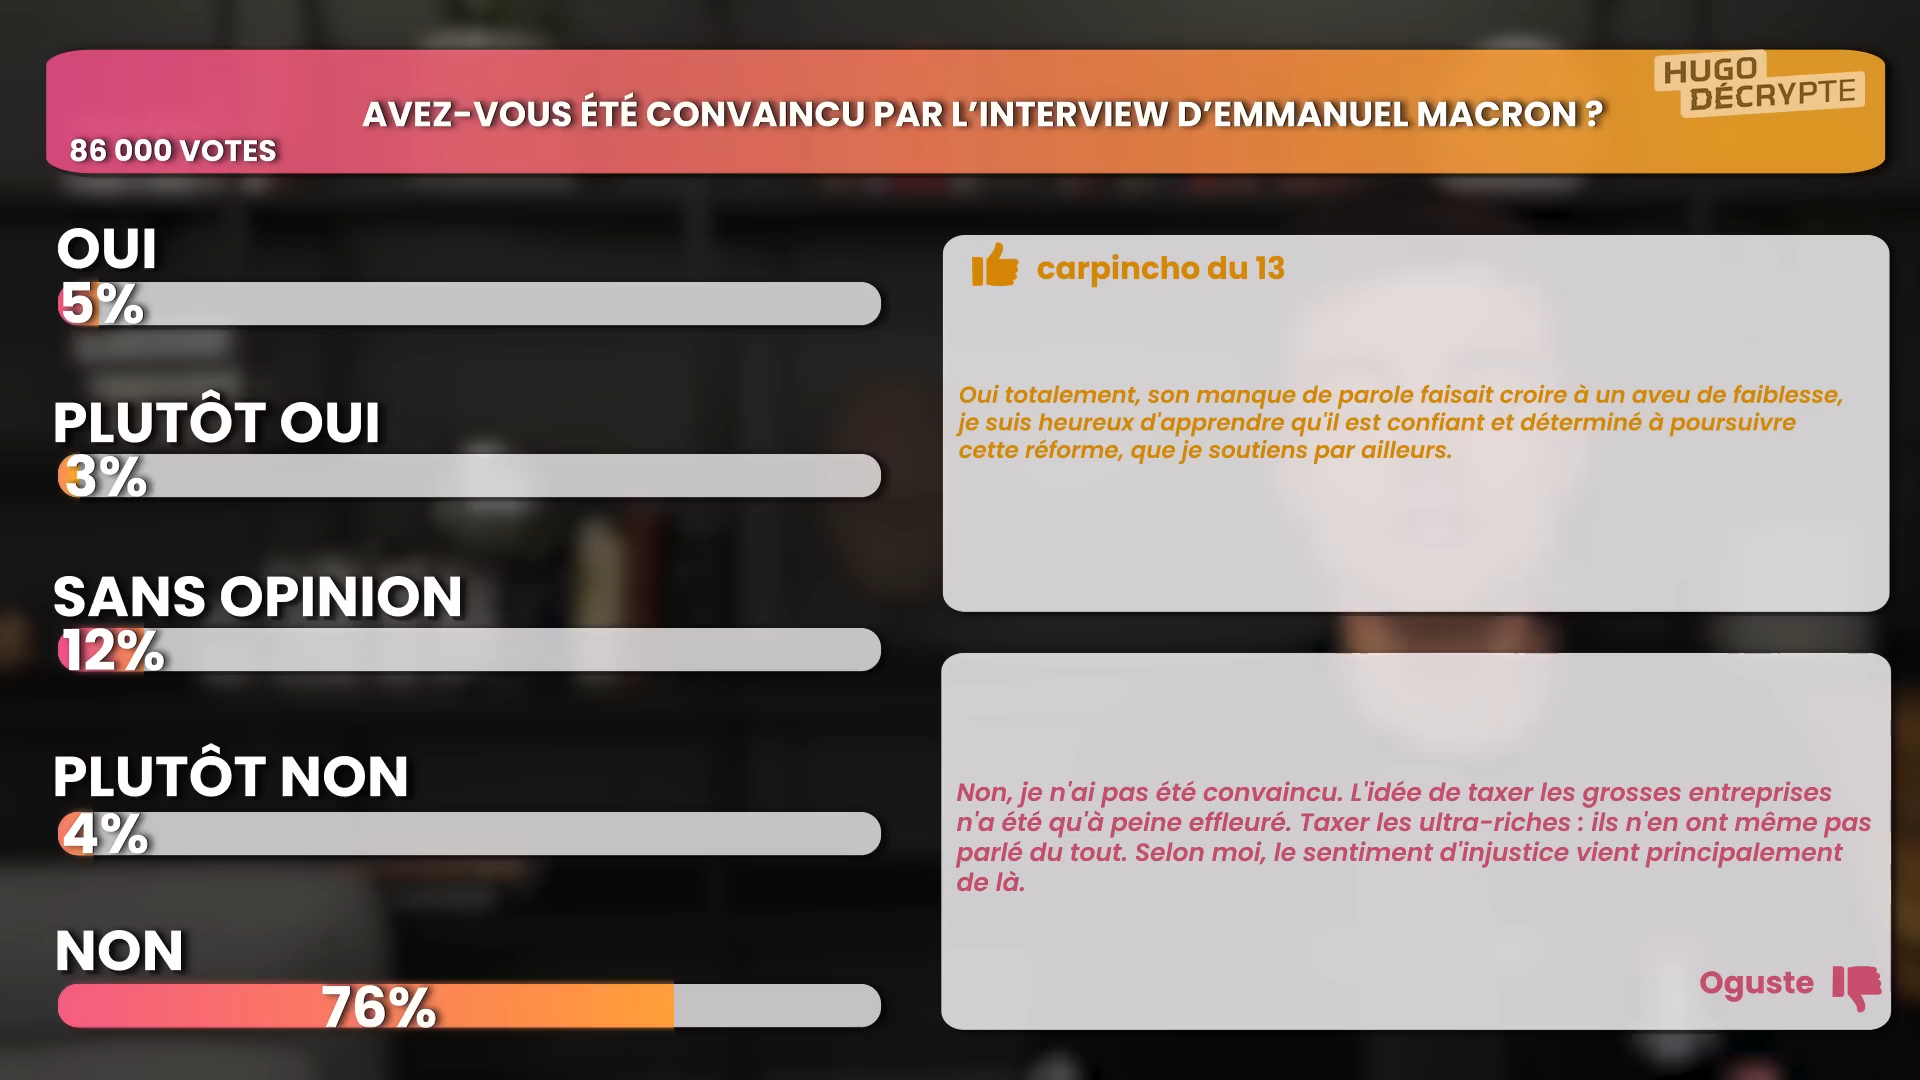 HUGO
DÉCRYPTE
AVEZ-VOUS ÉTÉ CONVAINCU PAR L’INTERVIEW D’EMMANUEL MACRON ?
86 000 VOTES
OUI
5%
PLUTÔT OUI
3%
SANS OPINION
12%
PLUTÔT NON
4%
NON
76%
carpincho du 13
Oui totalement, son manque de parole faisait croire à un aveu de faiblesse,
je suis heureux d'apprendre qu'il est confiant et déterminé à poursuivre
cette réforme, que je soutiens par ailleurs.
Non, je n'ai pas été convaincu. L'idée de taxer les grosses entreprises
n'a été qu'à peine effleuré. Taxer les ultra-riches : ils n'en ont même pas
parlé du tout. Selon moi, le sentiment d'injustice vient principalement
de là.
Oguste